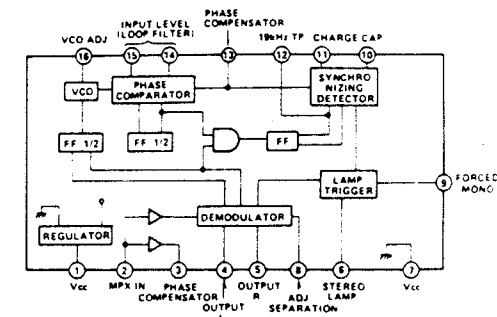 PHASE
COMPENSATOR
INPUT LEVEL
(LOOP FILTER)
VCO ADJ
19kHz TP
CHARGE CAP
16
15
14
13
12
11
10
VCO
PHASE
COMPARATOR
SYNCHRO
NIZING
DETECTOR
FF 1/2
FF 1/2
FF
LAMP
TRIGGER
9
FORCED
MONO
DEMODULATOR
REGULATOR
1
2
3
4
5
8
6
7
Vcc
MPX IN
PHASE
COMPENSATOR
OUTPUT
OUTPUT
R
ADJ
SEPARATION
STEREO
LAMP
Vcc